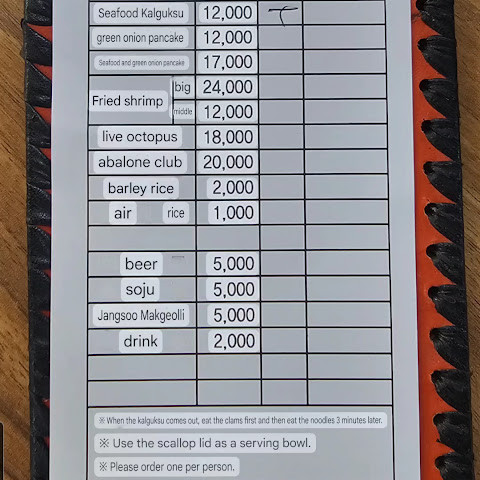 Seafood Kalguksu 12,000 T
green onion pancake 12,000
Seafood and green onion pancake 17,000
Fried shrimp big 24,000
middle 12,000
live octopus 18,000
abalone club 20,000
barley rice 2,000
air rice 1,000
beer 5,000
soju 5,000
Jangsoo Makgeolli 5,000
drink 2,000
※ When the kalguksu comes out, eat the clams first and then eat the noodles 3 minutes later.
※ Use the scallop lid as a serving bowl.
※ Please order one per person.